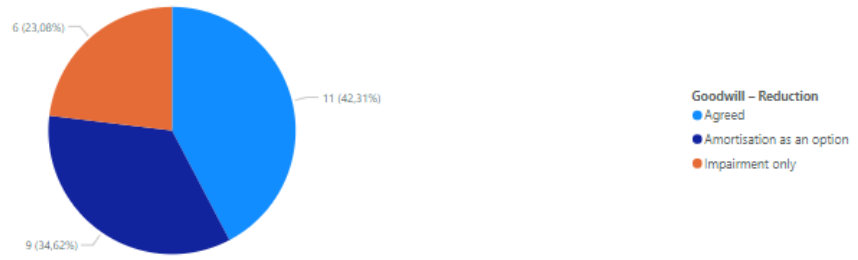 6 (23,08%)
11 (42,31%)
9 (34,62%)
Goodwill – Reduction
Agreed
Amortisation as an option
Impairment only